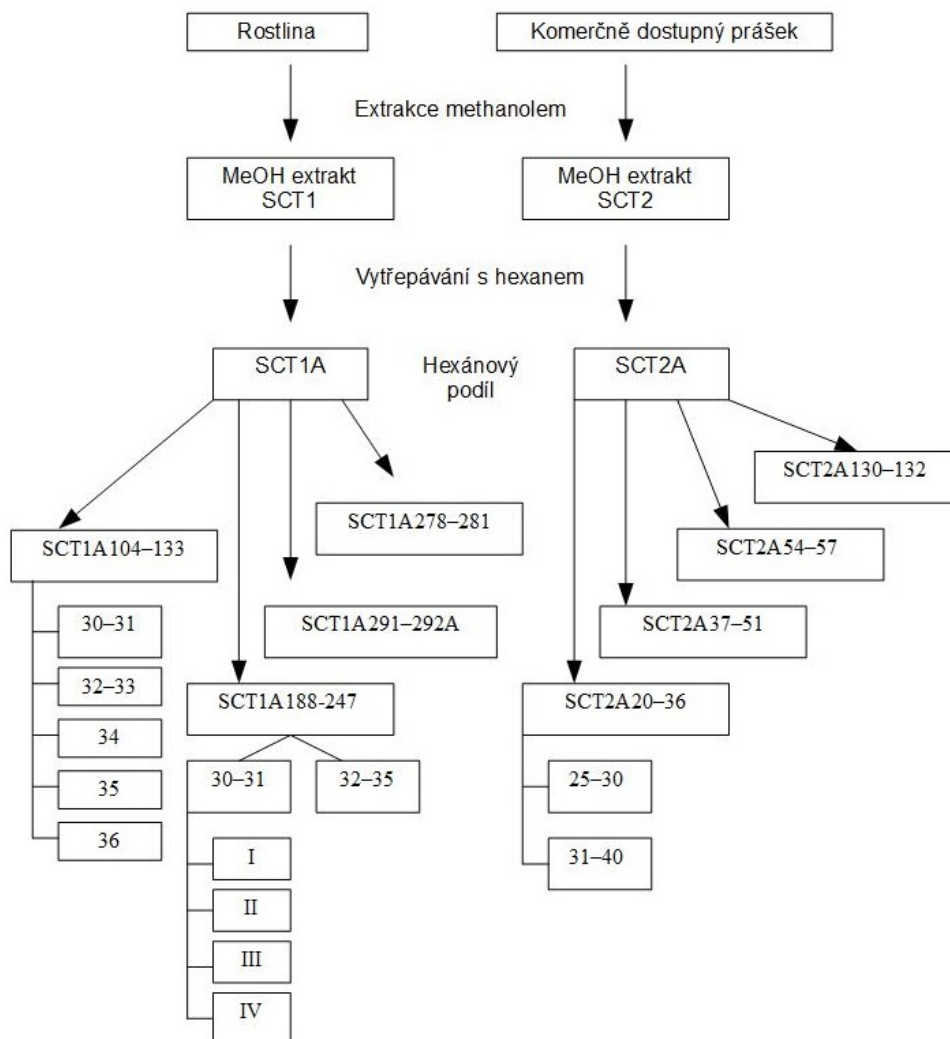 Rostlina
Komerčně dostupný prášek
Extrakce methanolem
MeOH extrakt
SCT1
MeOH extrakt
SCT2
Vytřepávání s hexanem
SCT1A
Hexánový
podíl
SCT2A
SCT2A130–132
SCT1A278–281
SCT1A104–133
SCT2A54–57
30–31
SCT1A291–292A
SCT2A37–51
32–33
SCT1A188-247
SCT2A20–36
34
35
30–31
32–35
25–30
36
I
31–40
II
III
IV